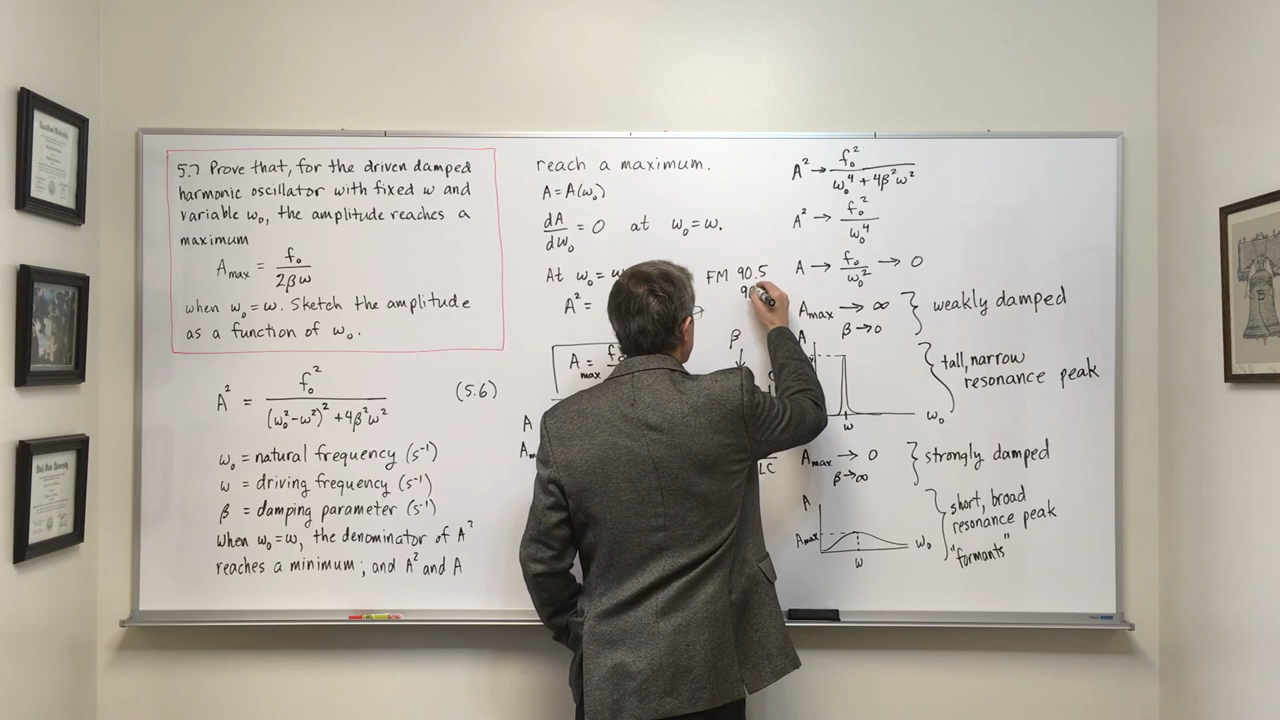 5.7 Prove that, for the driven damped
harmonic oscillator with fixed ω and
variable ω₀, the amplitude reaches a
maximum
A_max = f₀ / 2βω
when ω₀ = ω. Sketch the amplitude
as a function of ω₀.
A² = f₀² / ((ω₀² - ω²)² + 4β²ω²) (5.6)
ω₀ = natural frequency (s⁻¹)
ω = driving frequency (s⁻¹)
β = damping parameter (s⁻¹)
When ω₀ = ω, the denominator of A²
reaches a minimum; and A² and A
reach a maximum.
A = A(ω₀)
dA/dω₀ = 0 at ω₀ = ω.
At ω₀ =
A² =
A max =
A
β
LC
FM 90.5
A² → f₀² / (ω₀⁴ + 4β²ω²)
A² → f₀² / ω₀⁴
A → f₀ / ω₀² → 0
A_max → ∞ } weakly damped
β → 0
A
tall, narrow
resonance peak
ω₀
ω
A_max → 0 } strongly damped
β → ∞
A
short, broad
resonance peak
"formants"
A_max
ω₀
ω